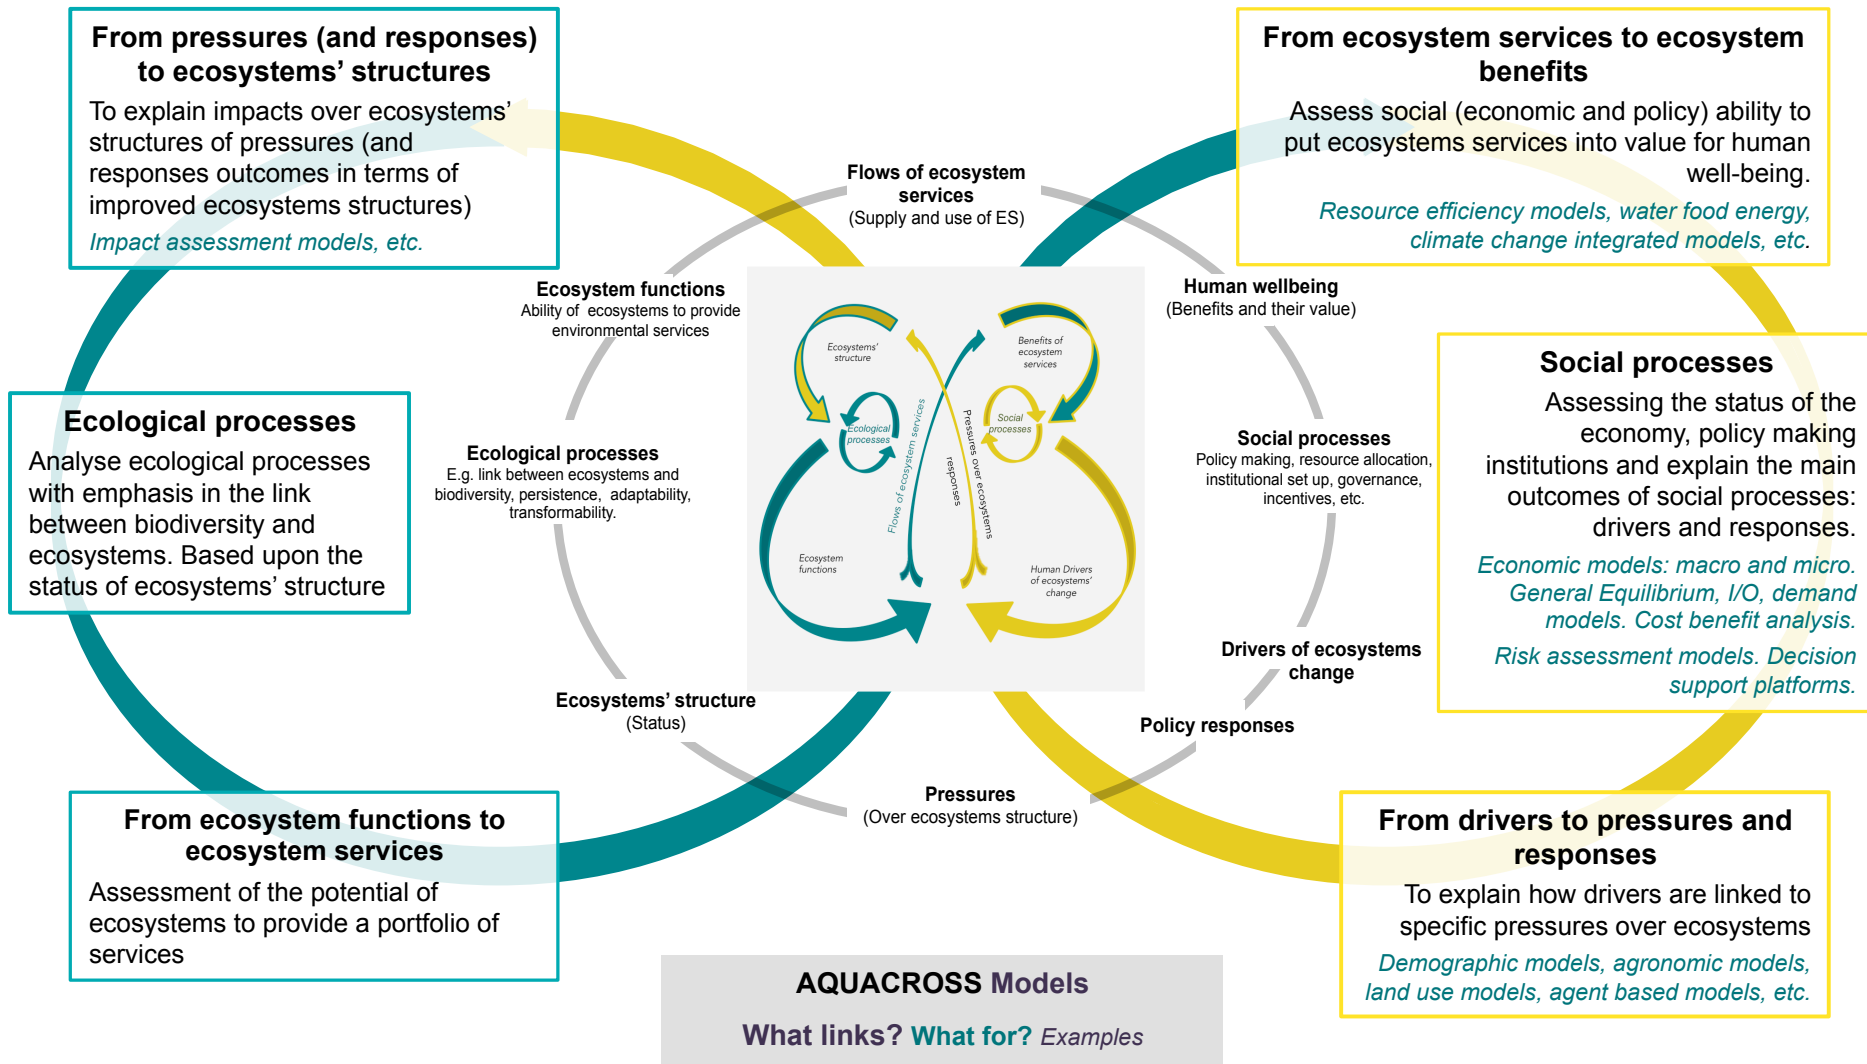 From pressures (and responses)
to ecosystems’ structures
To explain impacts over ecosystems’
structures of pressures (and
responses outcomes in terms of
improved ecosystems structures)
Impact assessment models, etc.
From ecosystem services to ecosystem
benefits
Assess social (economic and policy) ability to
put ecosystems services into value for human
well-being.
Resource efficiency models, water food energy,
climate change integrated models, etc.
Flows of ecosystem
services
(Supply and use of ES)
Ecosystem functions
Ability of ecosystems to provide
environmental services
Human wellbeing
(Benefits and their value)
Ecosystems’
structure
Benefits of
ecosystem
services
Ecological
processes
Social
processes
Flows of ecosystem services
responses
Pressures over ecosystems
Ecosystem
functions
Human Drivers
of ecosystems’
change
Ecological processes
Analyse ecological processes
with emphasis in the link
between biodiversity and
ecosystems. Based upon the
status of ecosystems’ structure
Ecological processes
E.g. link between ecosystems and
biodiversity, persistence, adaptability,
transformability.
Social processes
Policy making, resource allocation,
institutional set up, governance,
incentives, etc.
Social processes
Assessing the status of the
economy, policy making
institutions and explain the main
outcomes of social processes:
drivers and responses.
Economic models: macro and micro.
General Equilibrium, I/O, demand
models. Cost benefit analysis.
Risk assessment models. Decision
support platforms.
Drivers of ecosystems
change
Ecosystems’ structure
(Status)
Policy responses
Pressures
(Over ecosystems structure)
From ecosystem functions to
ecosystem services
Assessment of the potential of
ecosystems to provide a portfolio of
services
From drivers to pressures and
responses
To explain how drivers are linked to
specific pressures over ecosystems
Demographic models, agronomic models,
land use models, agent based models, etc.
AQUACROSS Models
What links? What for? Examples